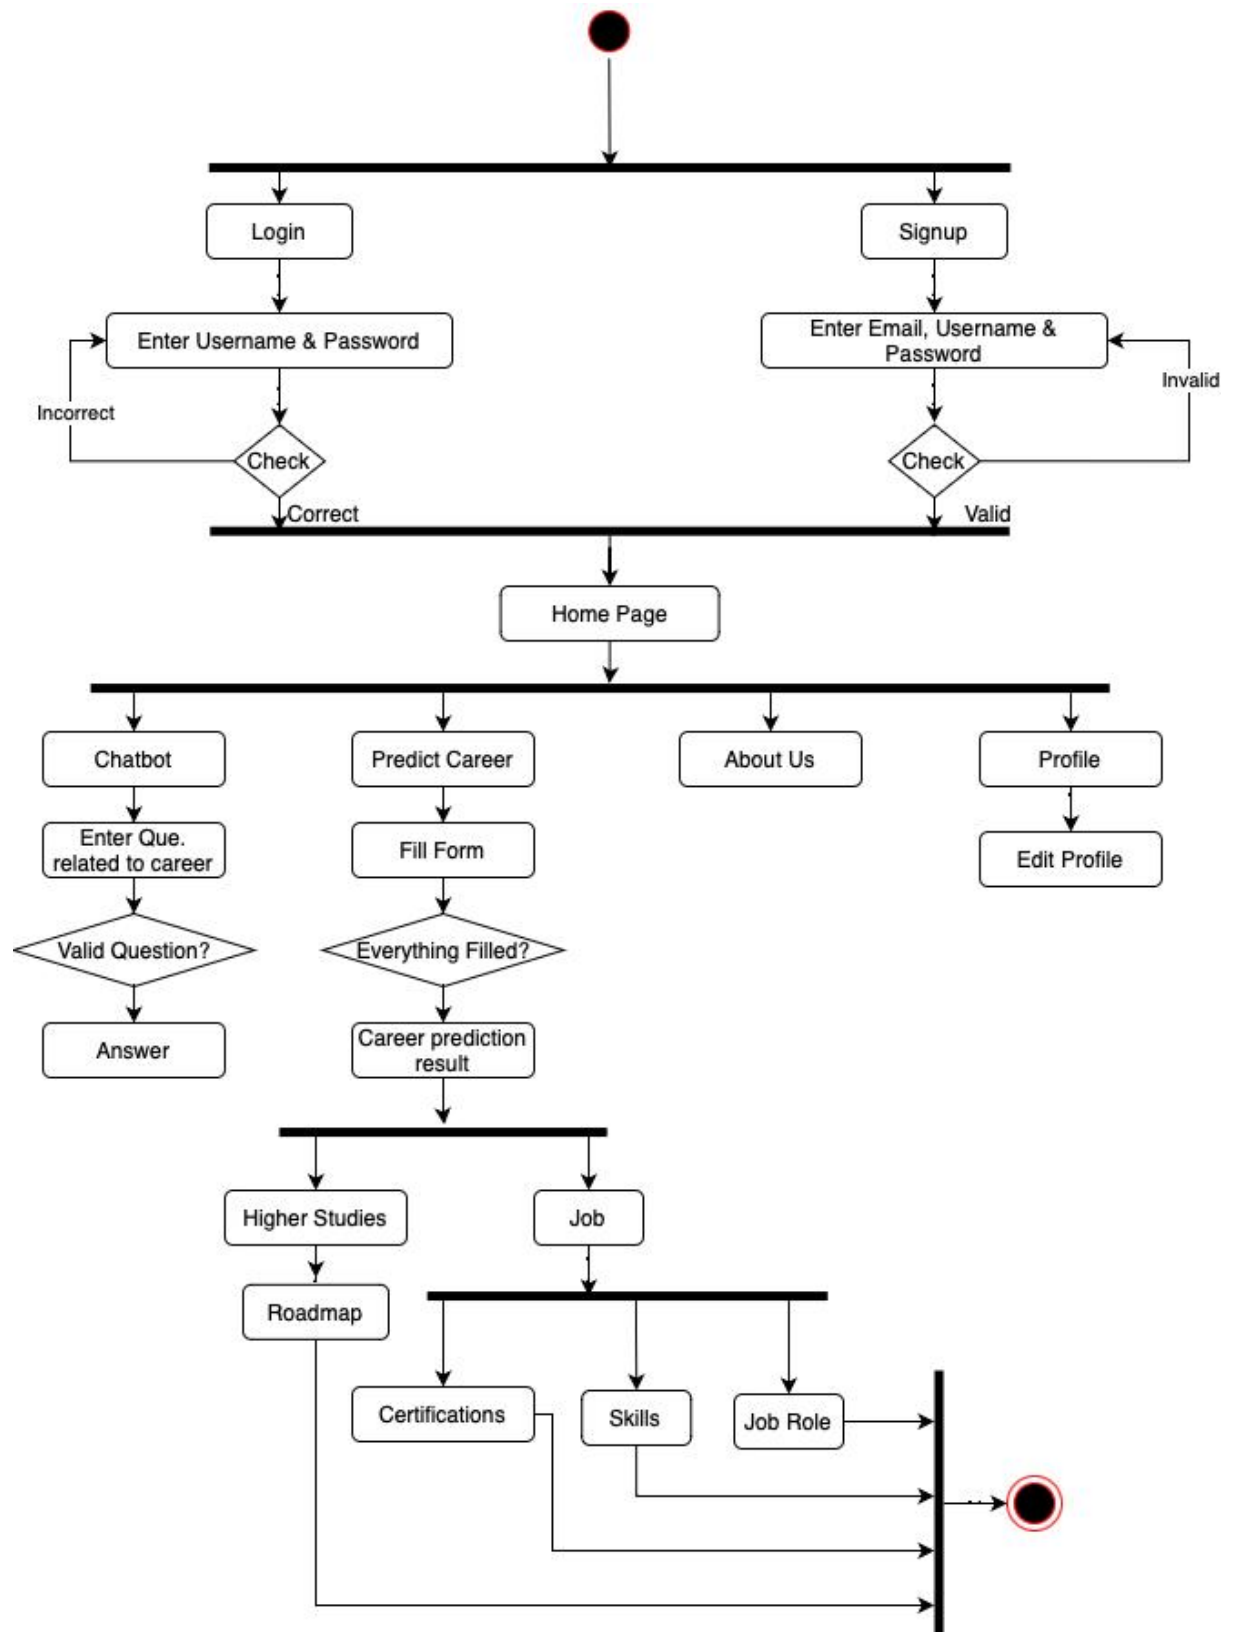 Login
Signup
Enter Username & Password
Enter Email, Username &
Password
Incorrect
Invalid
Check
Check
Correct
Valid
Home Page
Chatbot
Predict Career
About Us
Profile
Enter Que.
related to career
Fill Form
Edit Profile
Valid Question?
Everything Filled?
Answer
Career prediction
result
Higher Studies
Job
Roadmap
Certifications
Skills
Job Role